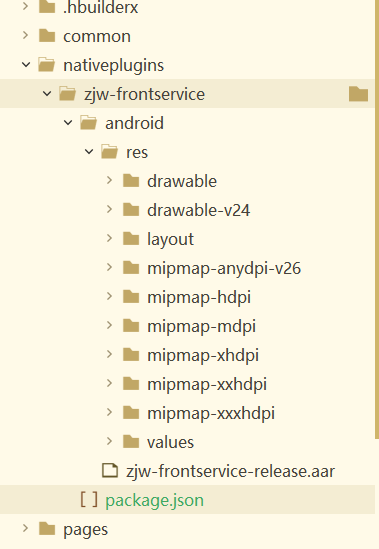 .hbuilderx
common
nativeplugins
zjw-frontservice
android
res
drawable
drawable-v24
layout
mipmap-anydpi-v26
mipmap-hdpi
mipmap-mdpi
mipmap-xhdpi
mipmap-xxhdpi
mipmap-xxxhdpi
values
zjw-frontservice-release.aar
[ ] package.json
pages